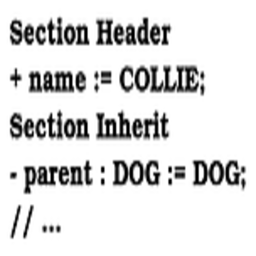 Section Header
+ name := COLLIE;
Section Inherit
- parent : DOG := DOG;
// ...